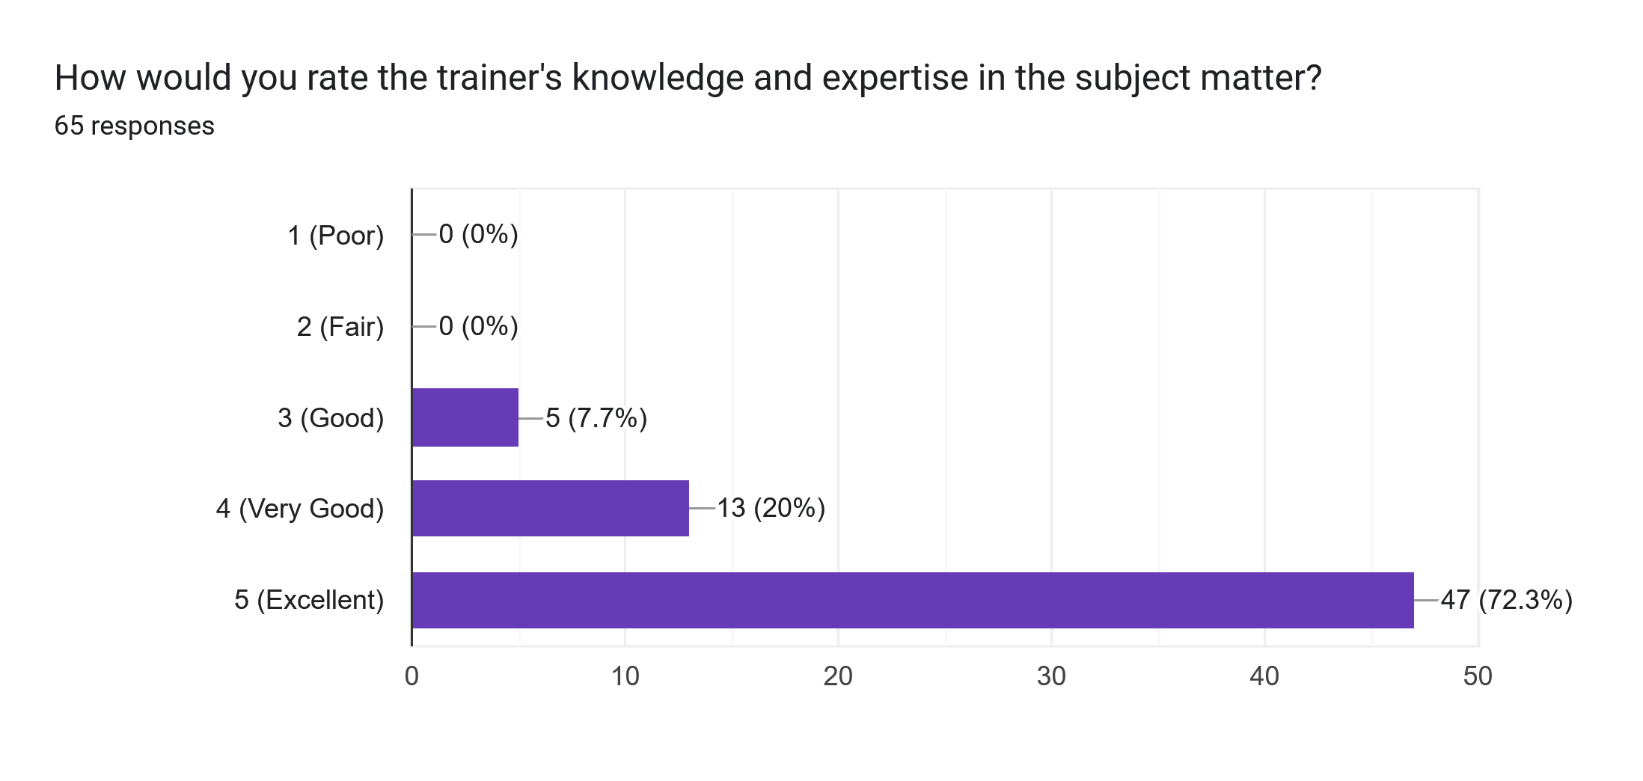 How would you rate the trainer's knowledge and expertise in the subject matter?
65 responses
1 (Poor) 0 (0%)
2 (Fair) 0 (0%)
3 (Good) 5 (7.7%)
4 (Very Good) 13 (20%)
5 (Excellent) 47 (72.3%)
0 10 20 30 40 50